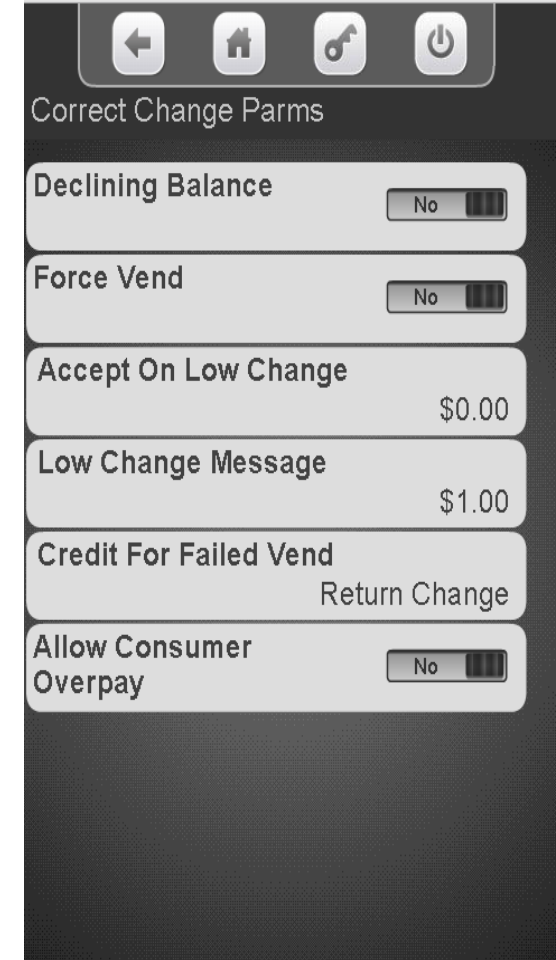 Correct Change Parms
Declining Balance
No
Force Vend
No
Accept On Low Change
$0.00
Low Change Message
$1.00
Credit For Failed Vend
Return Change
Allow Consumer
Overpay
No